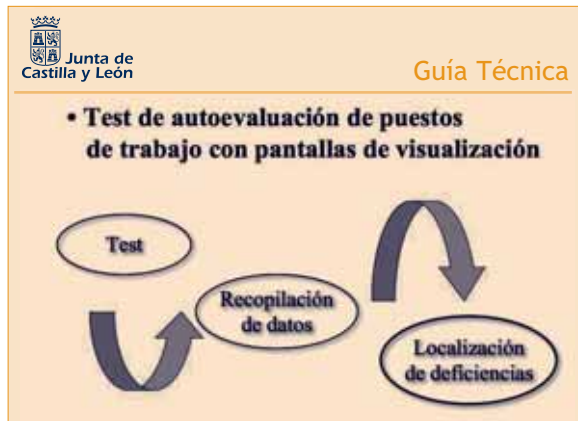 Junta de
Castilla y León
Guía Técnica
• Test de autoevaluación de puestos
de trabajo con pantallas de visualización
Test
Recopilación
de datos
Localización
de deficiencias